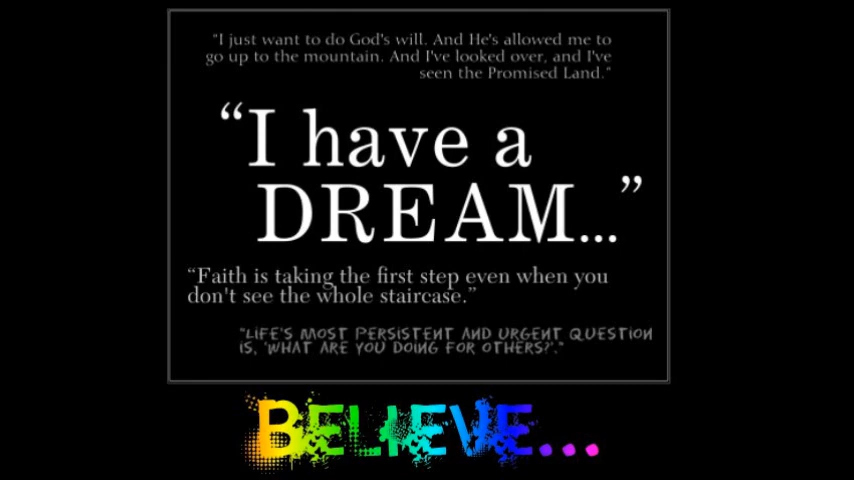 "I just want to do God's will. And He's allowed me to
go up to the mountain. And I've looked over, and I've
seen the Promised Land."
“I have a
DREAM...”
“Faith is taking the first step even when you
don't see the whole staircase.”
"LIFE'S MOST PERSISTENT AND URGENT QUESTION
IS, 'WHAT ARE YOU DOING FOR OTHERS?'."
BELIEVE...